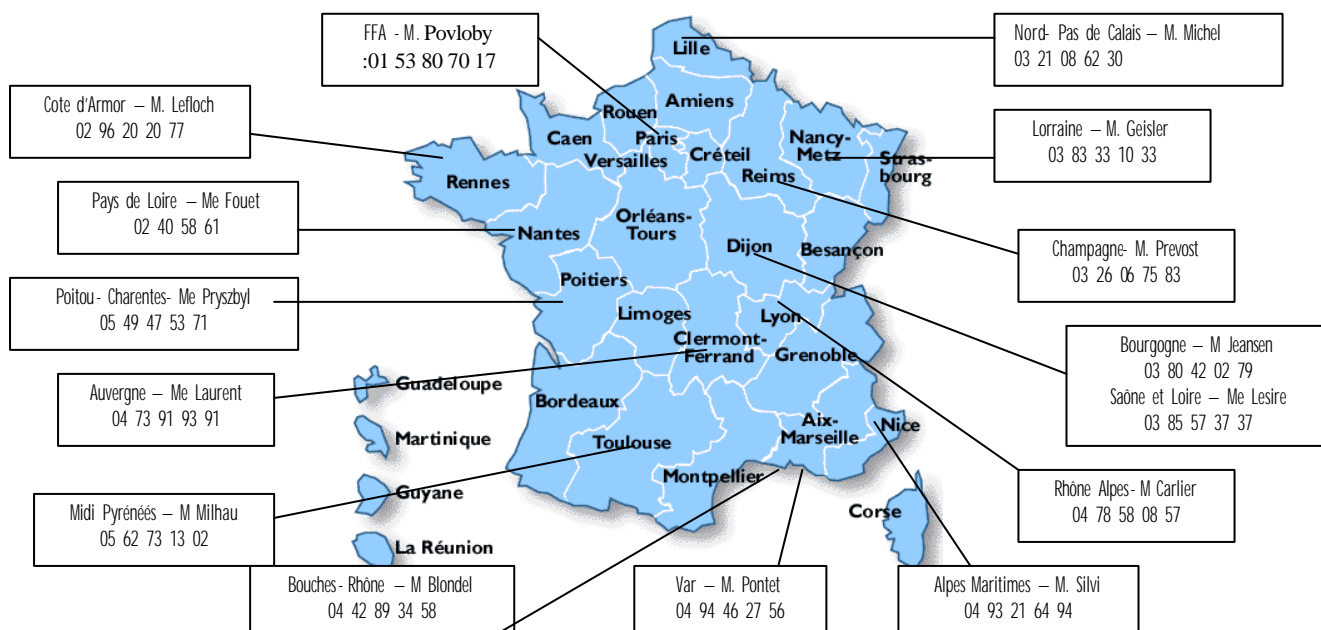 FFA - M. Povloby
:01 53 80 70 17
Nord- Pas de Calais – M. Michel
03 21 08 62 30
Cote d'Armor – M. Lefloch
02 96 20 20 77
Lorraine – M. Geisler
03 83 33 10 33
Pays de Loire – Me Fouet
02 40 58 61
Champagne- M. Prevost
03 26 06 75 83
Poitou- Charentes- Me Pryszbyl
05 49 47 53 71
Bourgogne – M Jeansen
03 80 42 02 79
Saône et Loire – Me Lesire
03 85 57 37 37
Auvergne – Me Laurent
04 73 91 93 91
Rhône Alpes- M Carlier
04 78 58 08 57
Midi Pyrénéés – M Milhau
05 62 73 13 02
Bouches- Rhône – M Blondel
04 42 89 34 58
Var – M. Pontet
04 94 46 27 56
Alpes Maritimes – M. Silvi
04 93 21 64 94
Lille
Amiens
Rouen
Caen
Paris
Versailles
Créteil
Nancy-
Metz
Stras-
bourg
Reims
Rennes
Orléans-
Tours
Nantes
Dijon
Besançon
Poitiers
Limoges
Lyon
Clermont-
Ferrand
Grenoble
Bordeaux
Toulouse
Aix-
Marseille
Nice
Montpellier
Corse
Guadeloupe
Martinique
Guyane
La Réunion